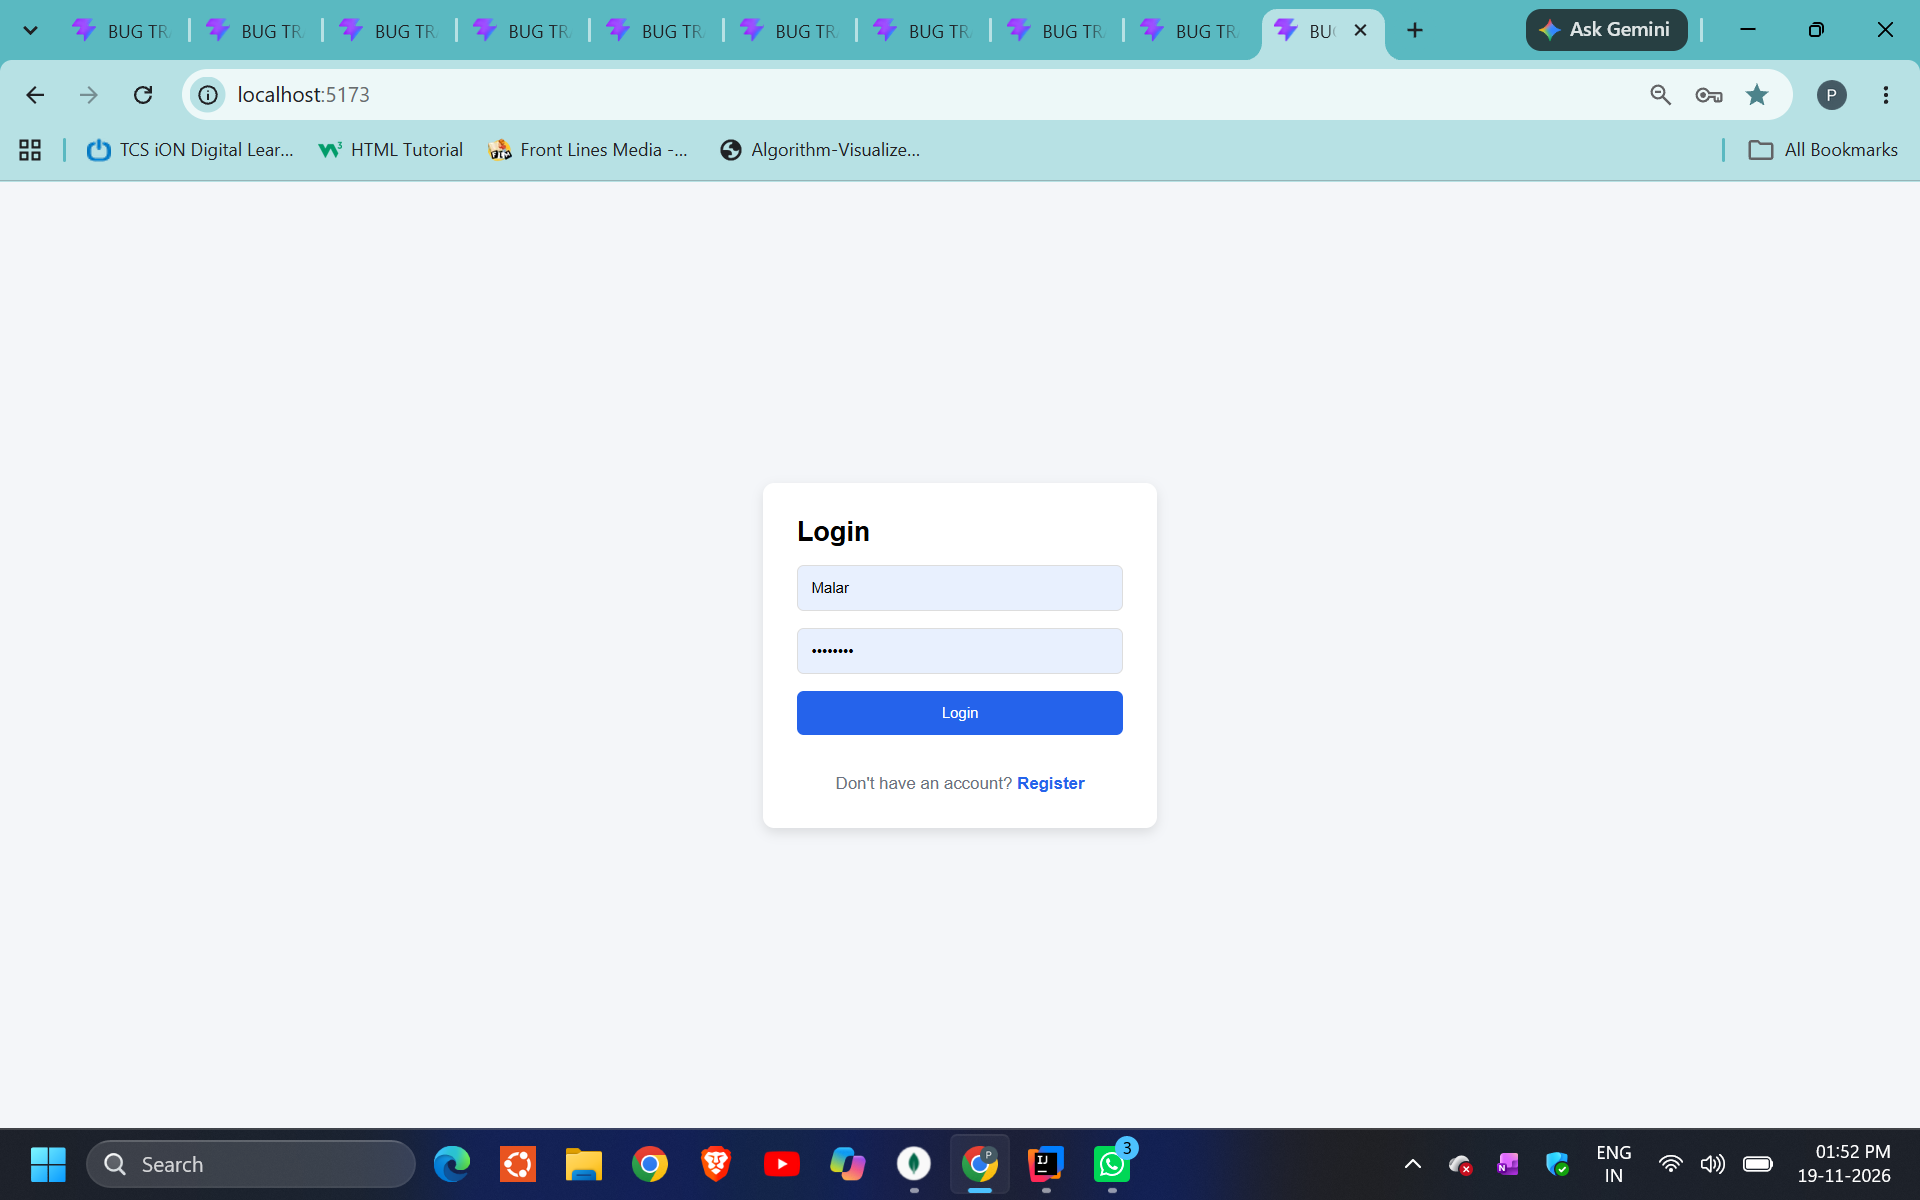 BUG TR
BUG TR
BUG TR
BUG TR
BUG TR
BUG TR
BUG TR
BUG TR
BUG TR
BU
Ask Gemini
localhost:5173
P
TCS iON Digital Lear...
HTML Tutorial
Front Lines Media -...
Algorithm-Visualize...
All Bookmarks
Login
Malar
••••••••
Login
Don't have an account? Register
Search
P
IJ
3
N
ENG
IN
01:52 PM
19-11-2026